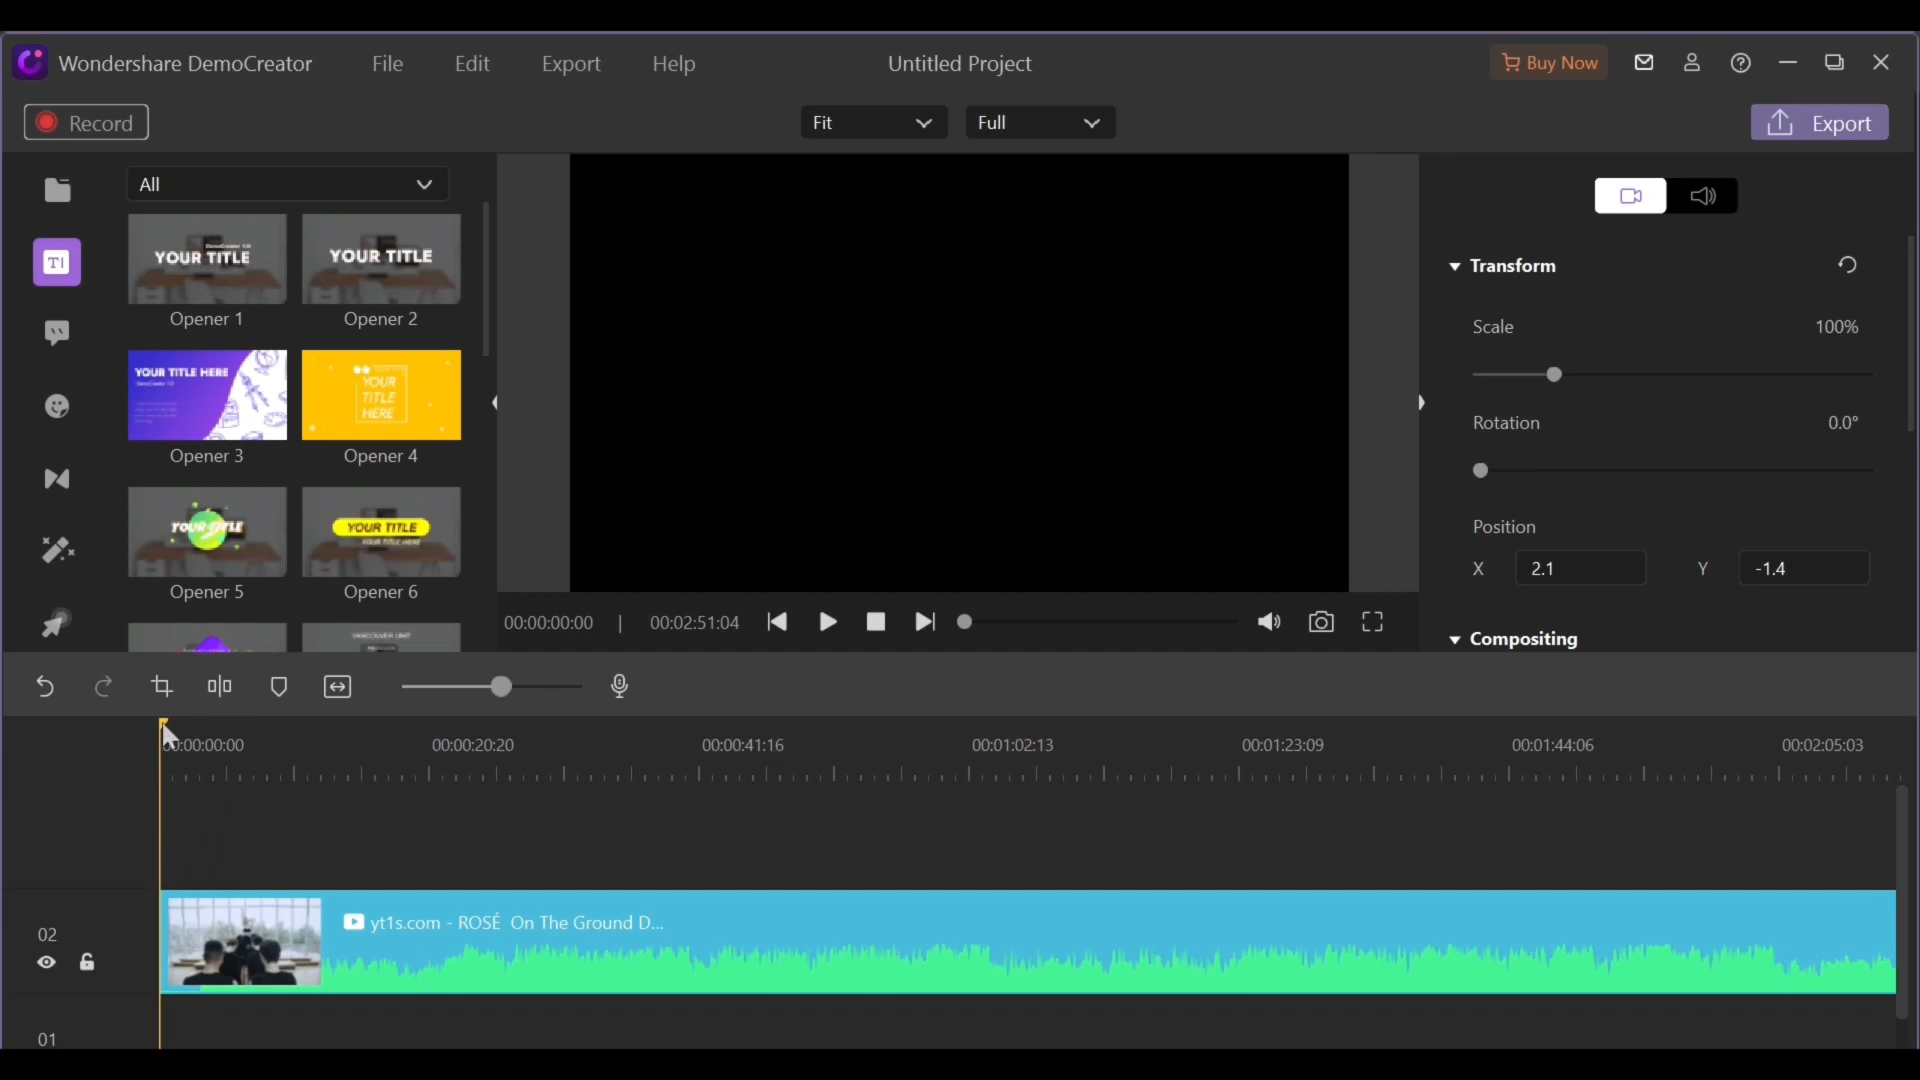 Wondershare DemoCreator File Edit Export Help Untitled Project Buy Now
Record Fit Full Export
All
YOUR TITLE
YOUR TITLE
Opener 1 Opener 2
YOUR TITLE HERE
YOUR TITLE HERE
Opener 3 Opener 4
YOUR TITLE
YOUR TITLE
YOUR TITLE HERE
Opener 5 Opener 6
Transform
Scale 100%
Rotation 0.0°
Position
X 2.1 Y -1.4
Compositing
00:00:00:00 | 00:02:51:04
00:00:00:00 00:00:20:20 00:00:41:16 00:01:02:13 00:01:23:09 00:01:44:06 00:02:05:03
02
yt1s.com - ROSÉ On The Ground D...
01